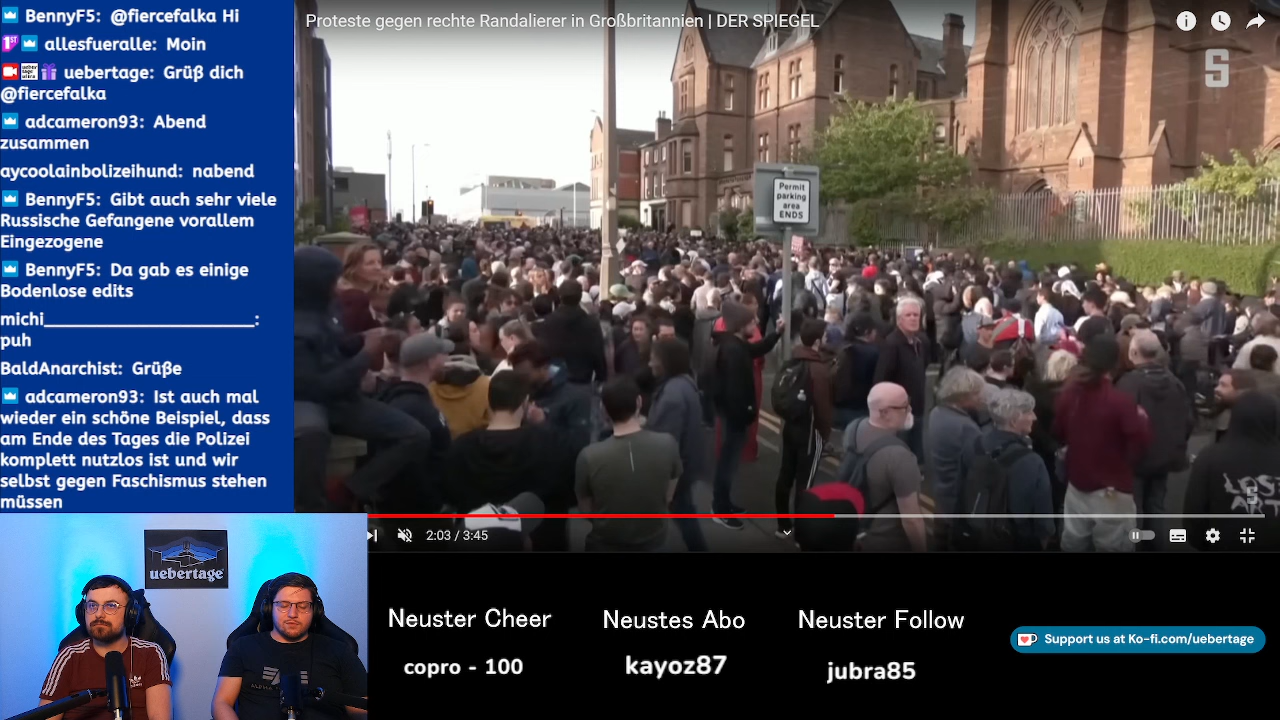 BennyF5: @fiercefalka Hi
1ST allesfueralle: Moin
uebertage: Grüß dich
@fiercefalka
adcameron93: Abend
zusammen
aycoolainbolizeihund: nabend
BennyF5: Gibt auch sehr viele
Russische Gefangene vorallem
Eingezogene
BennyF5: Da gab es einige
Bodenlose edits
michi____________________:
puh
BaldAnarchist: Grüße
adcameron93: Ist auch mal
wieder ein schöne Beispiel, dass
am Ende des Tages die Polizei
komplett nutzlos ist und wir
selbst gegen Faschismus stehen
müssen
Proteste gegen rechte Randalierer in Großbritannien | DER SPIEGEL
S
Permit
parking
area
ENDS
2:03 / 3:45
uebertage
Neuster Cheer
copro - 100
Neustes Abo
kayoz87
Neuster Follow
jubra85
Support us at Ko-fi.com/uebertage